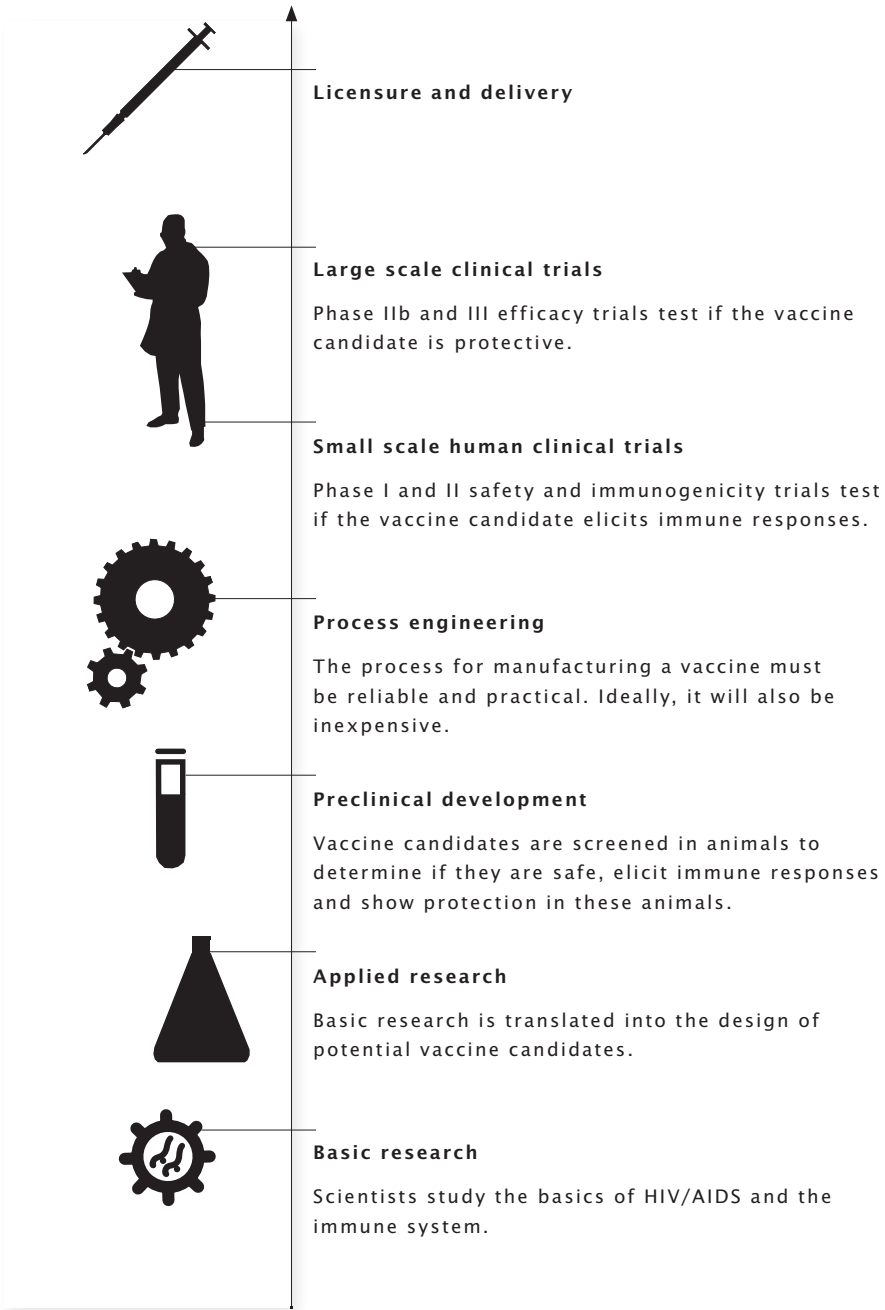 Licensure and delivery
Large scale clinical trials
Phase IIb and III efficacy trials test if the vaccine
candidate is protective.
Small scale human clinical trials
Phase I and II safety and immunogenicity trials test
if the vaccine candidate elicits immune responses.
Process engineering
The process for manufacturing a vaccine must
be reliable and practical. Ideally, it will also be
inexpensive.
Preclinical development
Vaccine candidates are screened in animals to
determine if they are safe, elicit immune responses
and show protection in these animals.
Applied research
Basic research is translated into the design of
potential vaccine candidates.
Basic research
Scientists study the basics of HIV/AIDS and the
immune system.